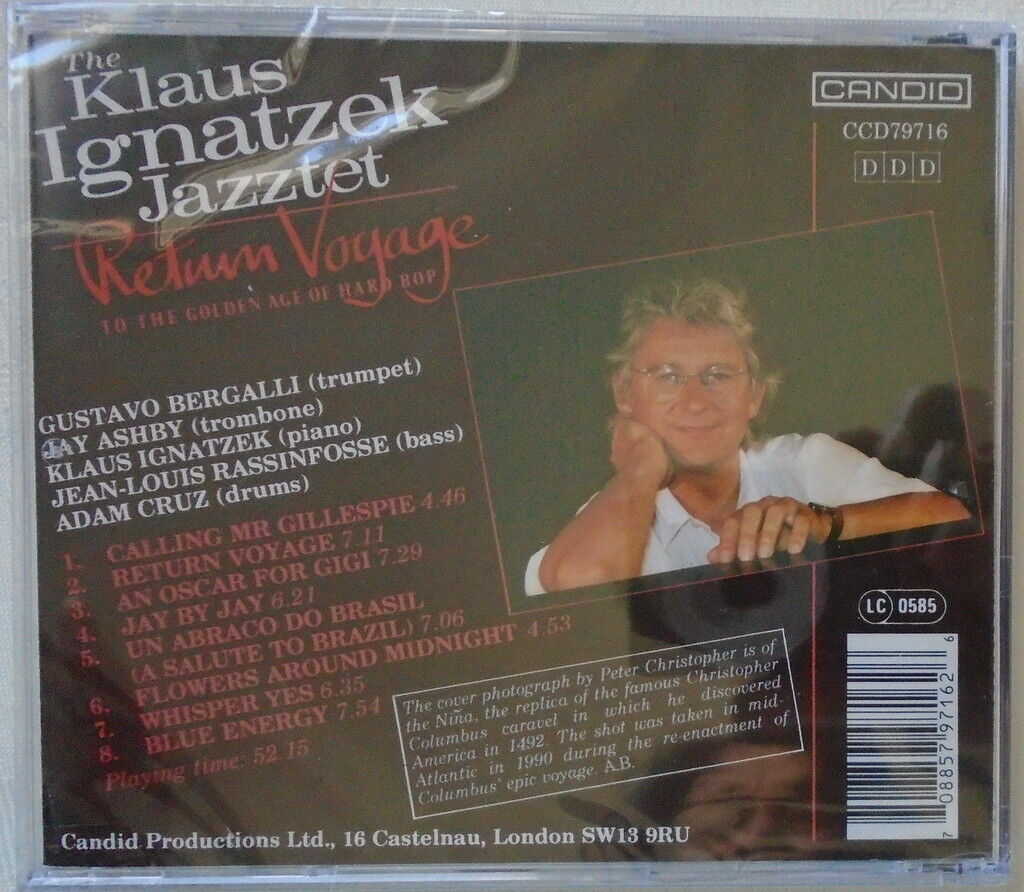 The
Klaus
Ignatzek
Jazztet
Return Voyage
TO THE GOLDEN AGE OF HARD BOP
CANDID
CCD79716
D D D
GUSTAVO BERGALLI (trumpet)
JAY ASHBY (trombone)
KLAUS IGNATZEK (piano)
JEAN-LOUIS RASSINFOSSE (bass)
ADAM CRUZ (drums)
1. CALLING MR GILLESPIE 4.46
2. RETURN VOYAGE 7.11
3. AN OSCAR FOR GIGI 7.29
4. JAY BY JAY 6.21
5. UN ABRACO DO BRASIL
(A SALUTE TO BRAZIL) 7.06
6. FLOWERS AROUND MIDNIGHT 4.53
7. WHISPER YES 6.35
8. BLUE ENERGY 7.54
Playing time: 52.15
The cover photograph by Peter Christopher is of
the Niña, the replica of the famous Christopher
Columbus caravel in which he discovered
America in 1492. The shot was taken in mid-
Atlantic in 1990 during the re-enactment of
Columbus' epic voyage. A.B.
LC 0585
7 08857 97162 6
Candid Productions Ltd., 16 Castelnau, London SW13 9RU